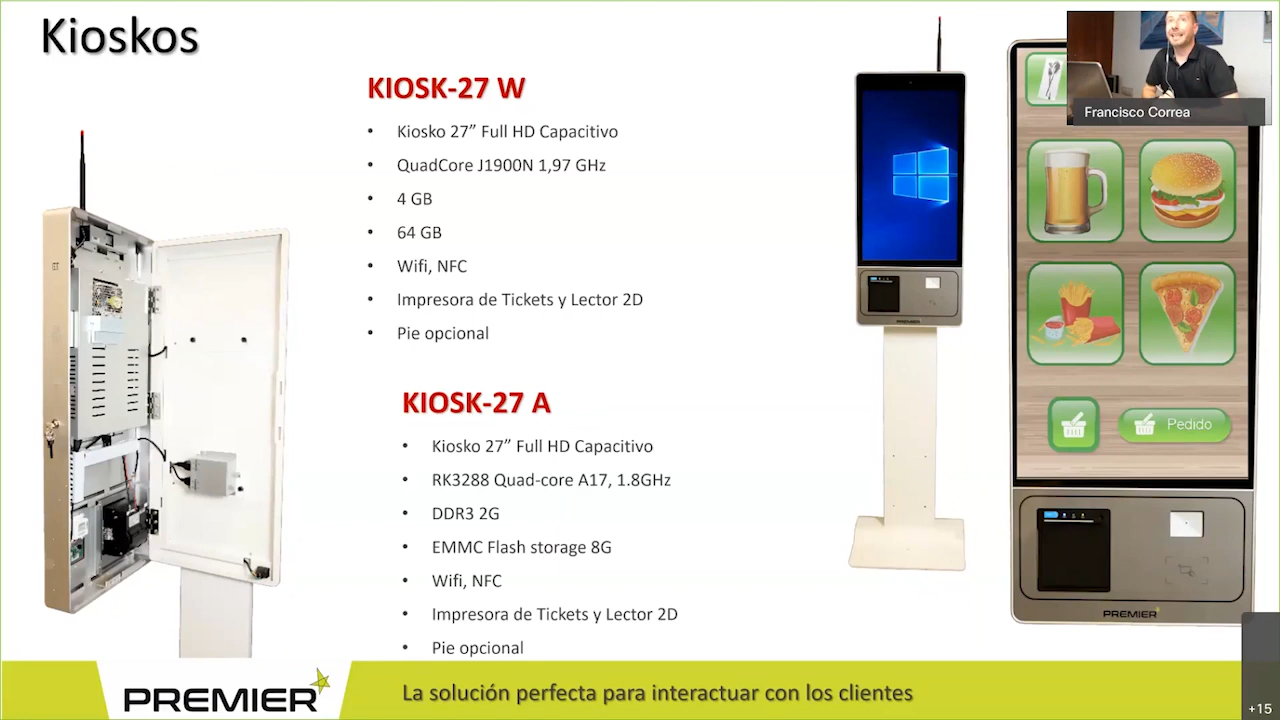 Kioskos
KIOSK-27 W
• Kiosko 27” Full HD Capacitivo
• QuadCore J1900N 1,97 GHz
• 4 GB
• 64 GB
• Wifi, NFC
• Impresora de Tickets y Lector 2D
• Pie opcional
KIOSK-27 A
• Kiosko 27” Full HD Capacitivo
• RK3288 Quad-core A17, 1.8GHz
• DDR3 2G
• EMMC Flash storage 8G
• Wifi, NFC
• Impresora de Tickets y Lector 2D
• Pie opcional
PREMIER
Francisco Correa
Pedido
PREMIER
+15
PREMIER
La solución perfecta para interactuar con los clientes